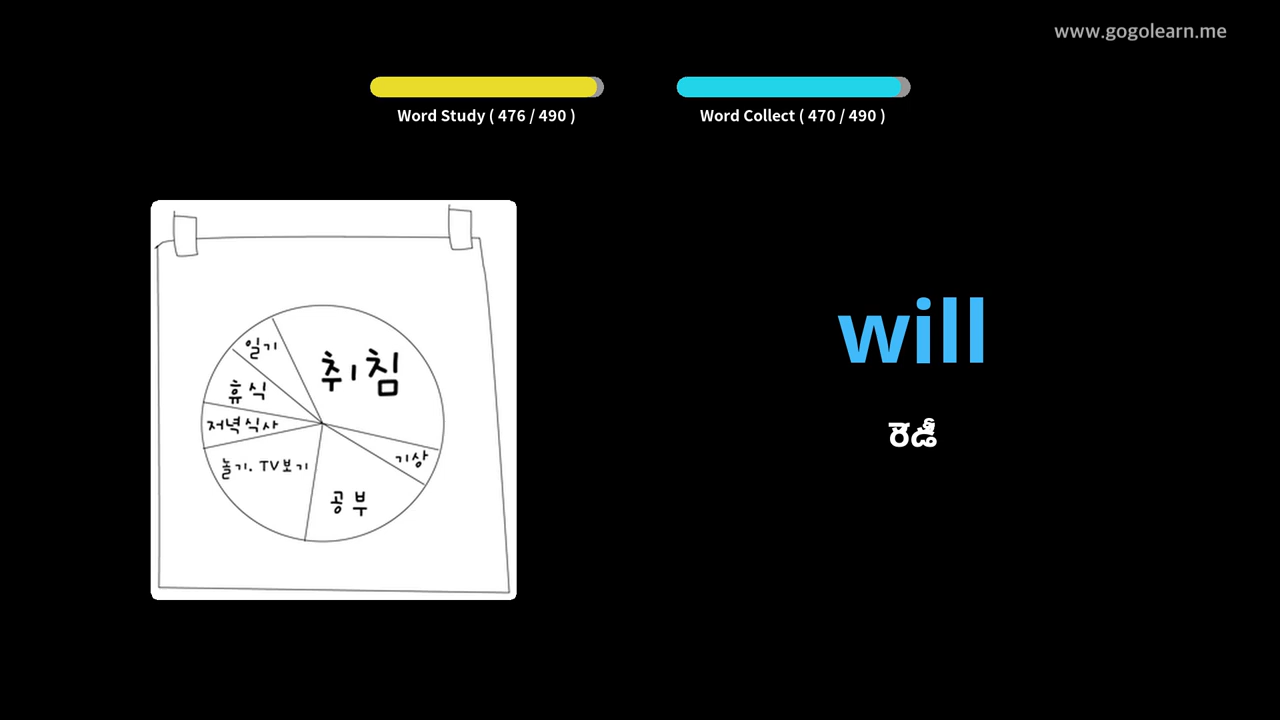 www.gogolearn.me
Word Study ( 476 / 490 )
Word Collect ( 470 / 490 )
일기
취침
휴식
저녁식사
놀기. TV보기
기상
공부
will
రెడీ